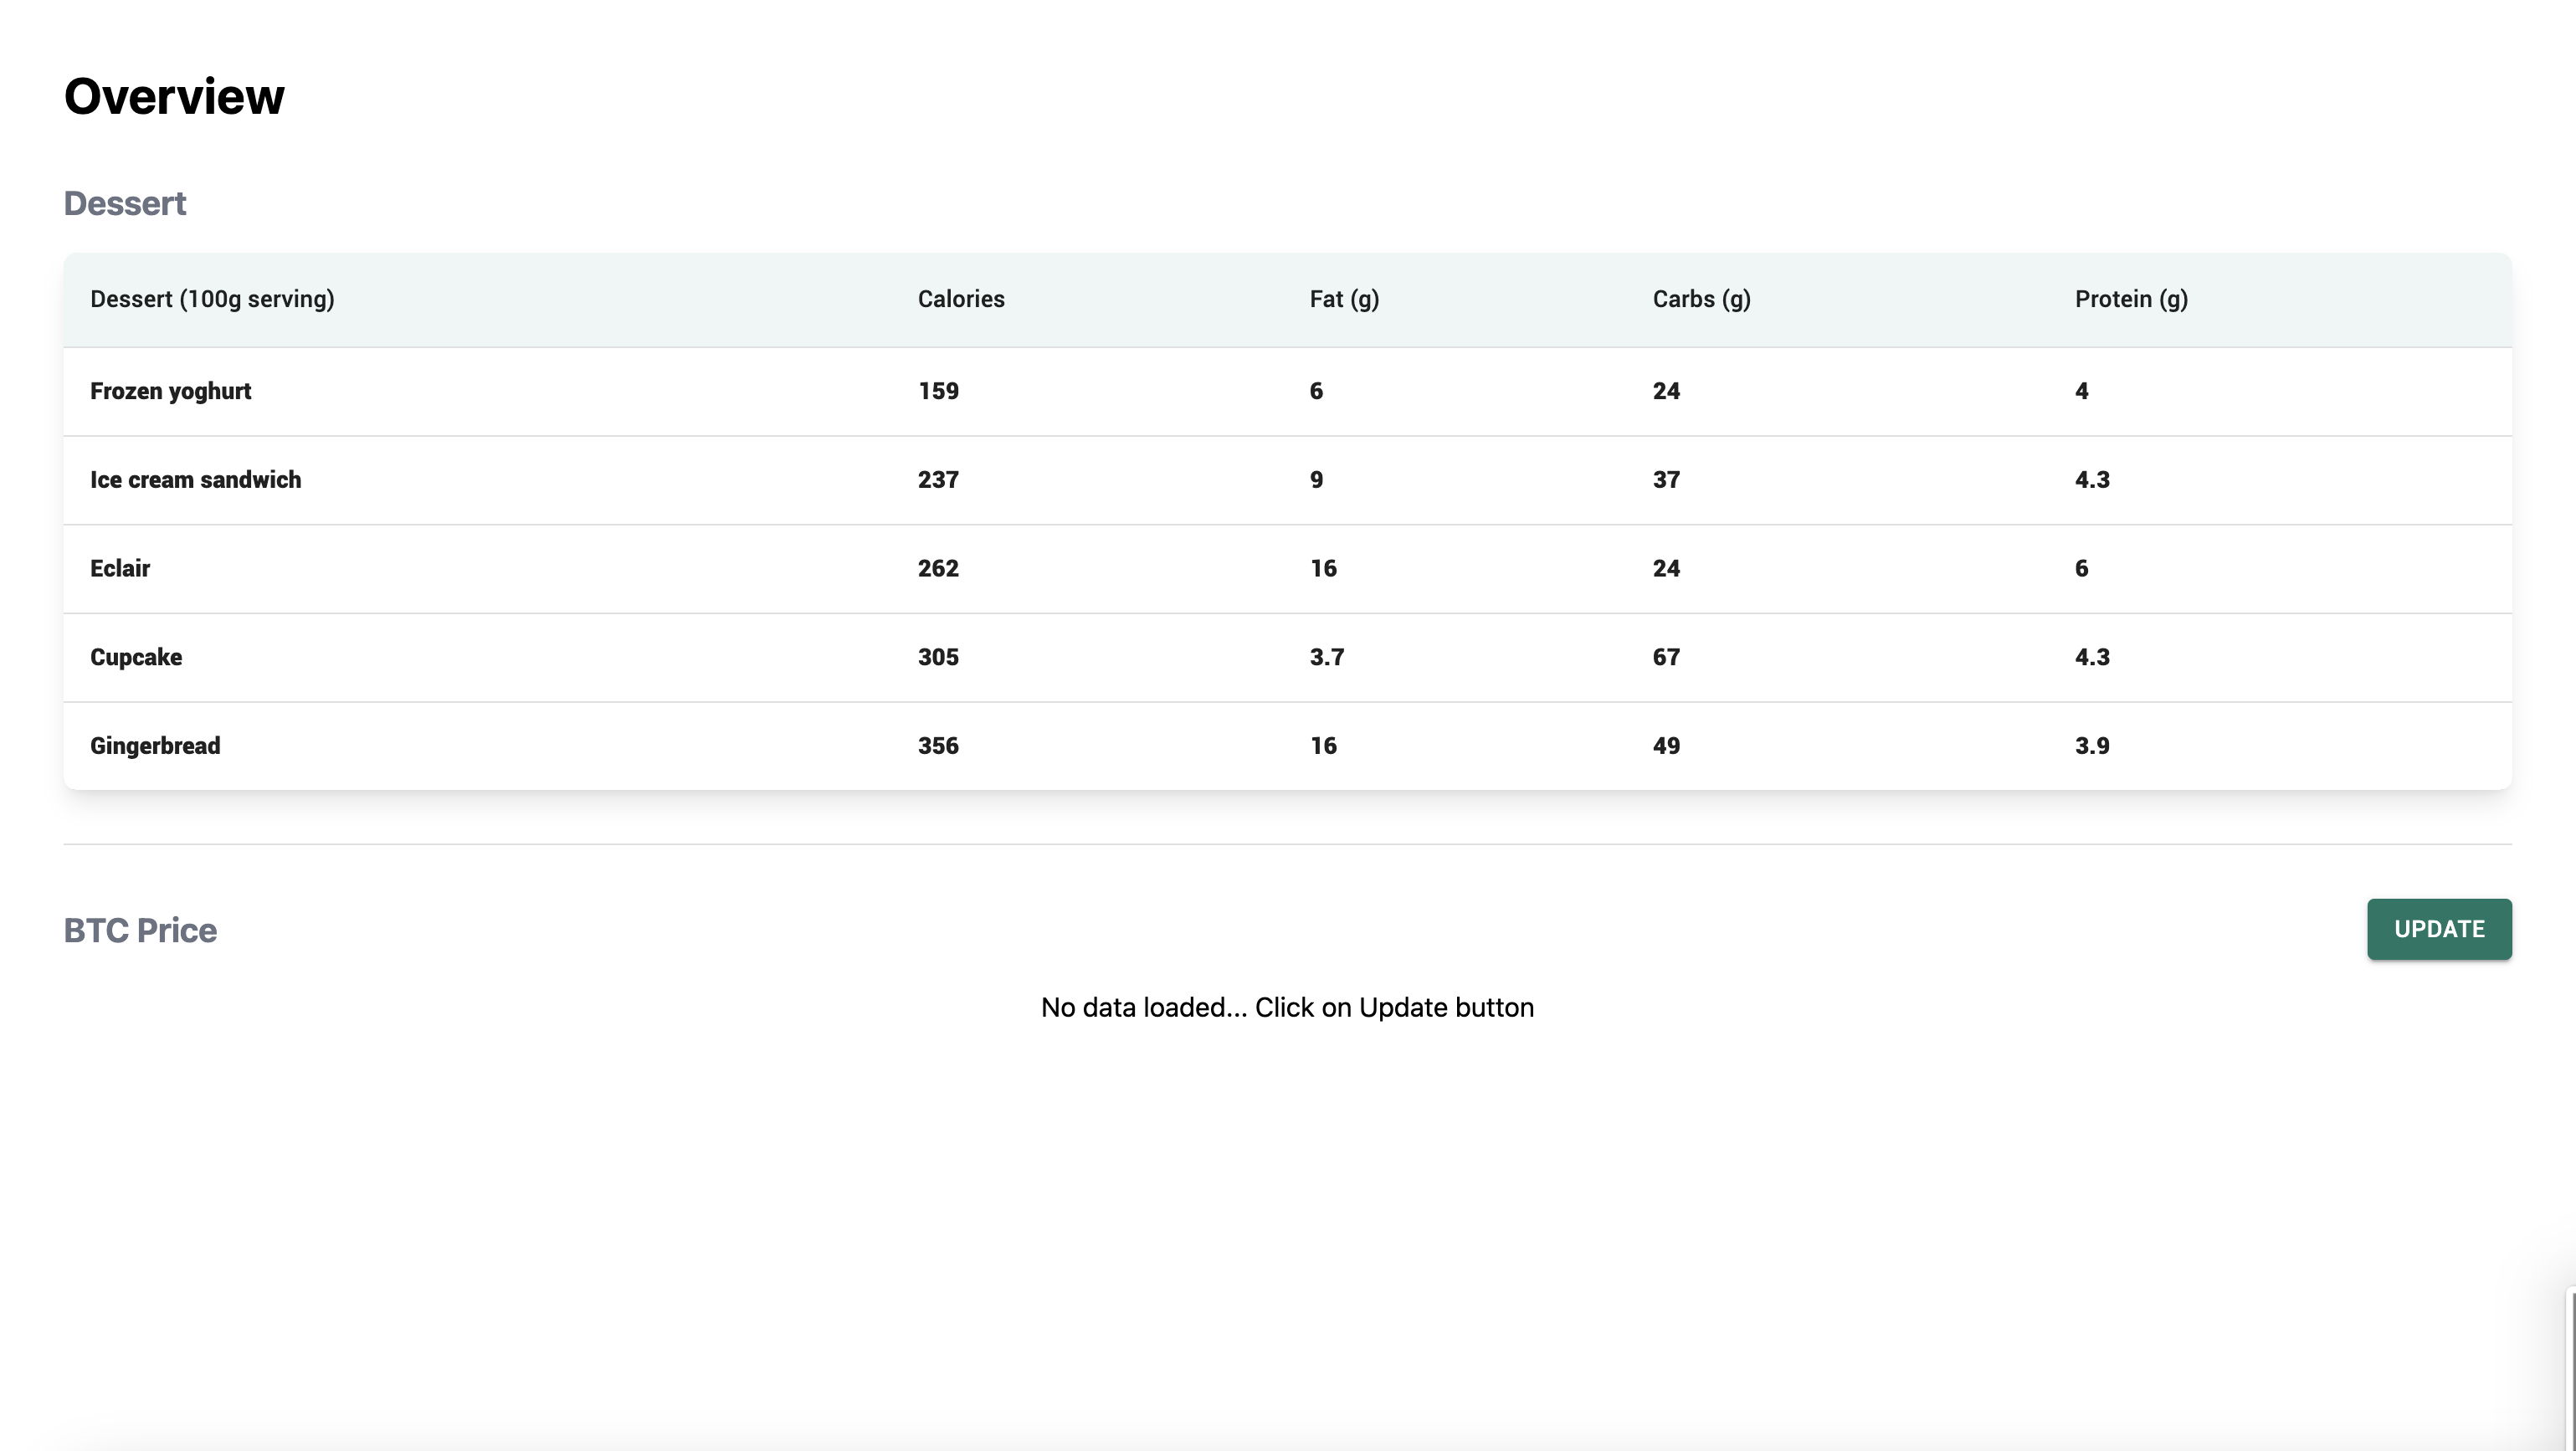 Overview
Dessert
Dessert (100g serving) Calories Fat (g) Carbs (g) Protein (g)
Frozen yoghurt 159 6 24 4
Ice cream sandwich 237 9 37 4.3
Eclair 262 16 24 6
Cupcake 305 3.7 67 4.3
Gingerbread 356 16 49 3.9
BTC Price UPDATE
No data loaded... Click on Update button